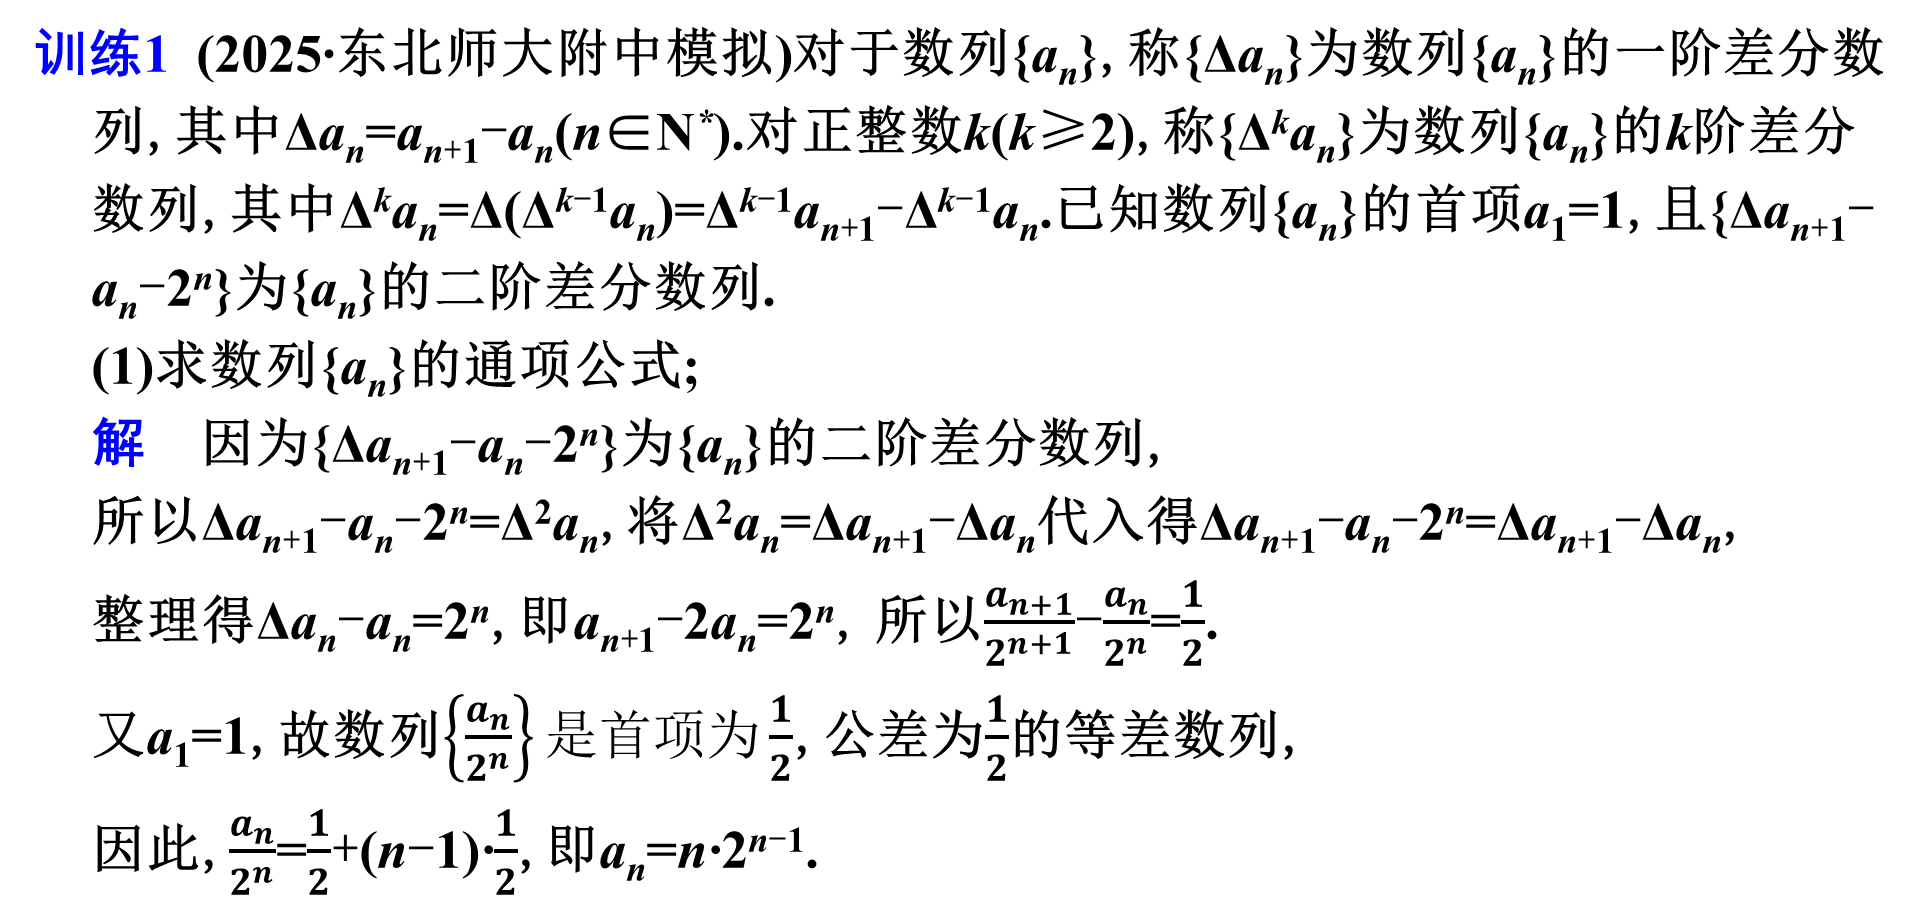 训练1 (2025·东北师大附中模拟)对于数列{aₙ}, 称{Δaₙ}为数列{aₙ}的一阶差分数
列, 其中Δaₙ=aₙ₊₁−aₙ(n∈N*).对正整数k(k≥2), 称{Δᵏaₙ}为数列{aₙ}的k阶差分
数列, 其中Δᵏaₙ=Δ(Δᵏ⁻¹aₙ)=Δᵏ⁻¹aₙ₊₁−Δᵏ⁻¹aₙ.已知数列{aₙ}的首项a₁=1, 且{Δaₙ₊₁−
aₙ−2ⁿ}为{aₙ}的二阶差分数列.
(1)求数列{aₙ}的通项公式;
解 因为{Δaₙ₊₁−aₙ−2ⁿ}为{aₙ}的二阶差分数列,
所以Δaₙ₊₁−aₙ−2ⁿ=Δ²aₙ, 将Δ²aₙ=Δaₙ₊₁−Δaₙ代入得Δaₙ₊₁−aₙ−2ⁿ=Δaₙ₊₁−Δaₙ,
整理得Δaₙ−aₙ=2ⁿ, 即aₙ₊₁−2aₙ=2ⁿ, 所以aₙ₊₁/2ⁿ⁺¹−aₙ/2ⁿ=1/2.
又a₁=1, 故数列{aₙ/2ⁿ}是首项为1/2, 公差为1/2的等差数列,
因此, aₙ/2ⁿ=1/2+(n−1)·1/2, 即aₙ=n·2ⁿ⁻¹.